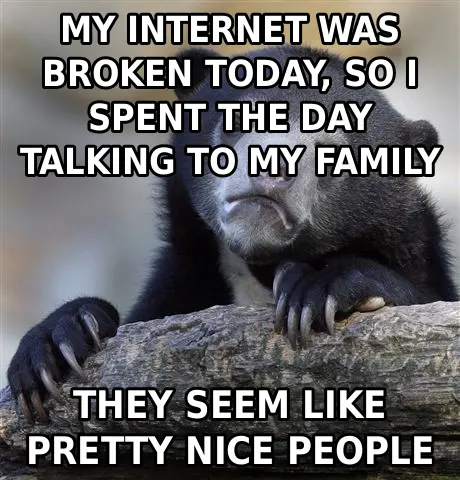 MY INTERNET WAS
BROKEN TODAY, SO I
SPENT THE DAY
TALKING TO MY FAMILY
THEY SEEM LIKE
PRETTY NICE PEOPLE